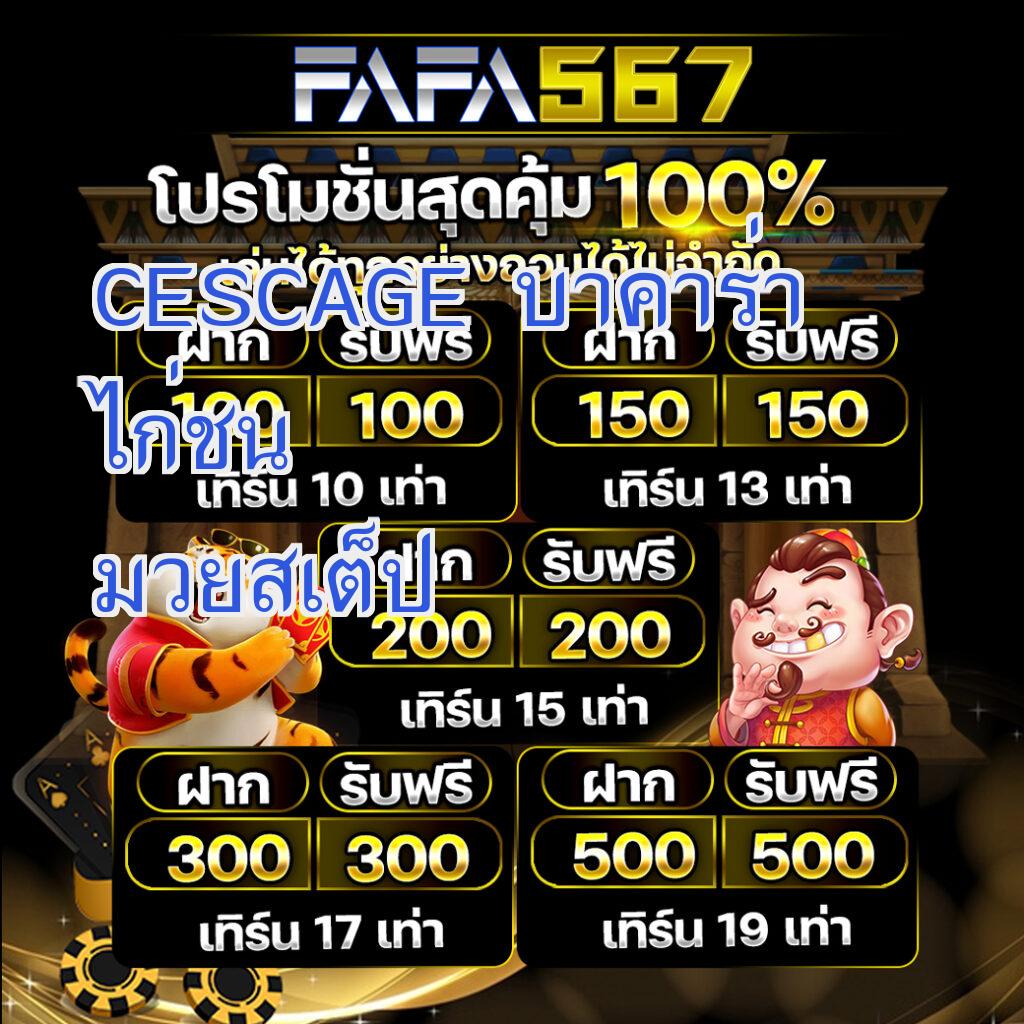 FAFA567
โปรโมชั่นสุดคุ้ม 100%
CESCAGE บาคาร่า
ฝาก รับฟรี ฝาก รับฟรี
100 100 150 150
ไก่ชน
เทิร์น 10 เท่า เทิร์น 13 เท่า
มวยสเต็ป
ฝาก รับฟรี
200 200
เทิร์น 15 เท่า
ฝาก รับฟรี ฝาก รับฟรี
300 300 500 500
เทิร์น 17 เท่า เทิร์น 19 เท่า